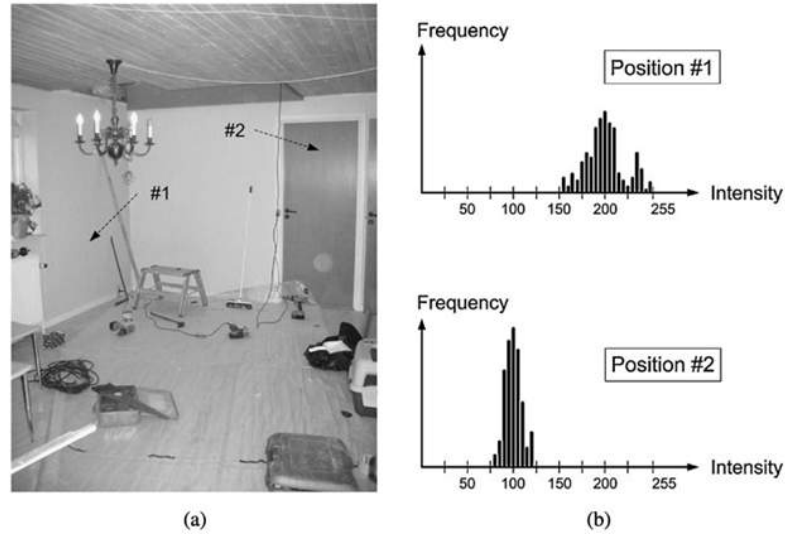 #1
#2
(a)
Frequency
Position #1
Intensity
50 100 150 200 255
Frequency
Position #2
Intensity
50 100 150 200 255
(b)